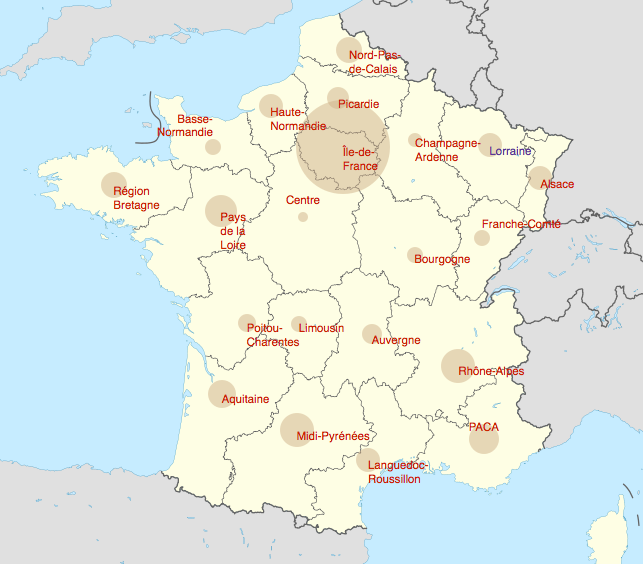 Nord-Pas-
de-Calais
Picardie
Haute-
Normandie
Basse-
Normandie
Île-de-
France
Champagne-
Ardenne
Lorraine
Alsace
Région
Bretagne
Centre
Pays
de la
Loire
Franche-Comté
Bourgogne
Poitou-
Charentes
Limousin
Auvergne
Rhône-Alpes
Aquitaine
Midi-Pyrénées
PACA
Languedoc-
Roussillon